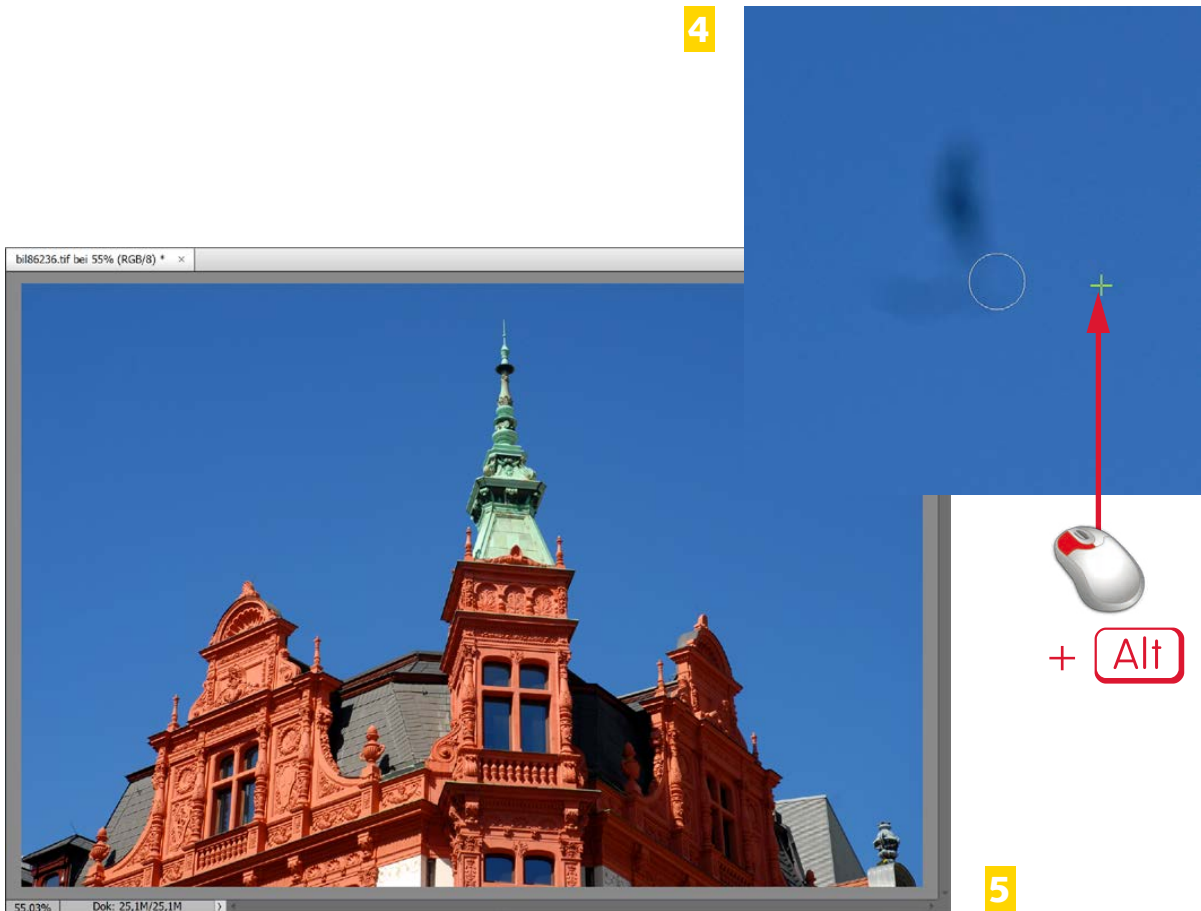 4
bil86236.tif bei 55% (RGB/8) * ×
+ Alt
5
55,03% Dok: 25,1M/25,1M